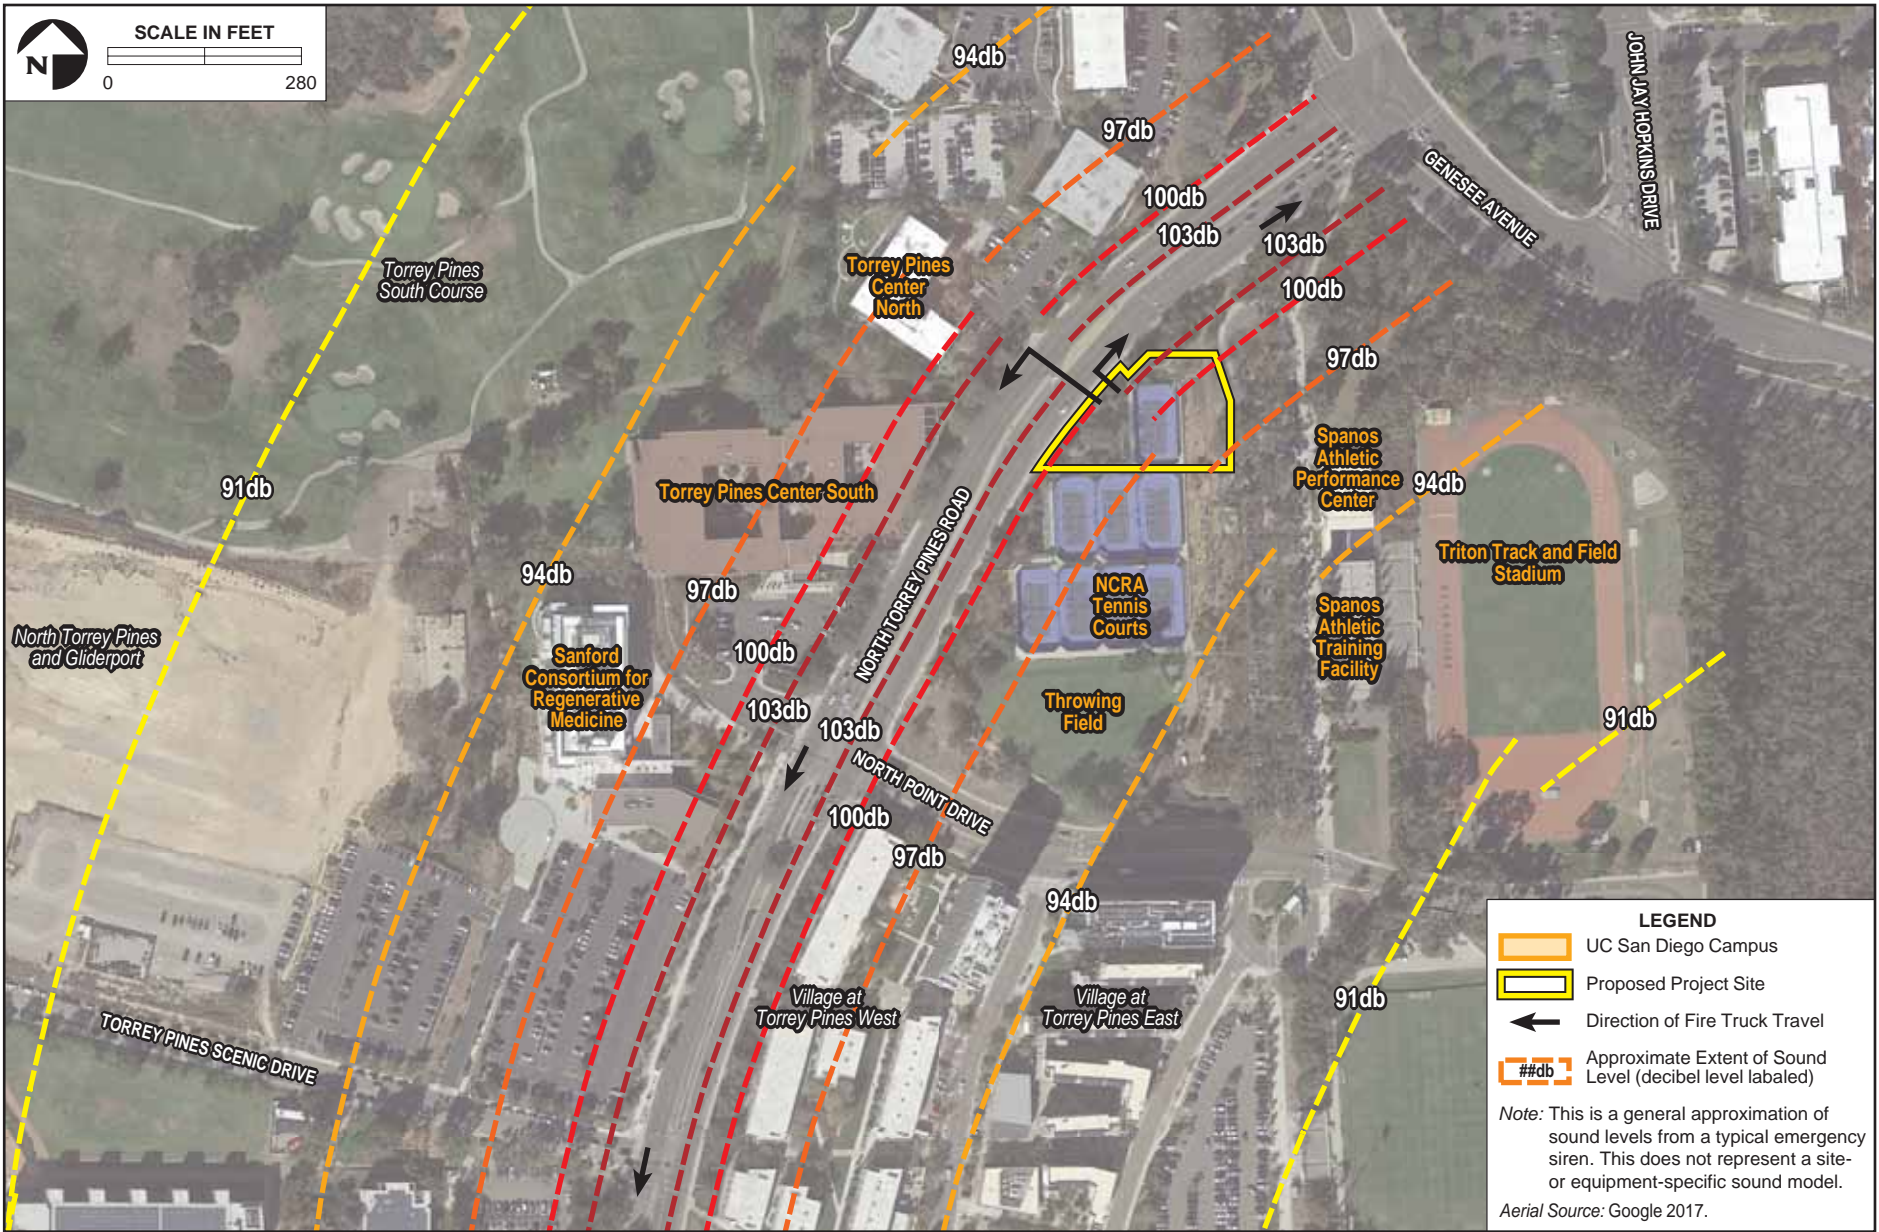 SCALE IN FEET
N
0
280
94db
97db
100db
103db
103db
100db
97db
94db
91db
JOHN JAY HOPKINS DRIVE
GENESEE AVENUE
Torrey Pines
South Course
Torrey Pines
Center
North
91db
Torrey Pines Center South
NORTH TORREY PINES ROAD
Spanos
Athletic
Performance
Center
Triton Track and Field
Stadium
NCRA
Tennis
Courts
Spanos
Athletic
Training
Facility
94db
97db
100db
103db
103db
North Torrey Pines
and Gliderport
Sanford
Consortium for
Regenerative
Medicine
Throwing
Field
NORTH POINT DRIVE
100db
97db
94db
91db
Village at
Torrey Pines West
Village at
Torrey Pines East
TORREY PINES SCENIC DRIVE
LEGEND
UC San Diego Campus
Proposed Project Site
Direction of Fire Truck Travel
##db
Approximate Extent of Sound
Level (decibel level labaled)
Note: This is a general approximation of
sound levels from a typical emergency
siren. This does not represent a site-
or equipment-specific sound model.
Aerial Source: Google 2017.